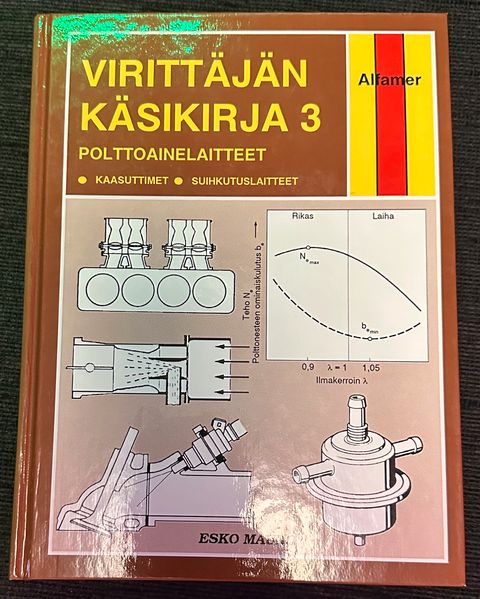 VIRITTÄJÄN
KÄSIKIRJA 3
Alfamer
POLTTOAINELAITTEET
● KAASUTTIMET ● SUIHKUTUSLAITTEET
Rikas
Laiha
Teho Ne
Polttonesteen ominaiskulutus be
Ne max
be min
0,9
λ = 1
1,05
Ilmakerroin λ
ESKO